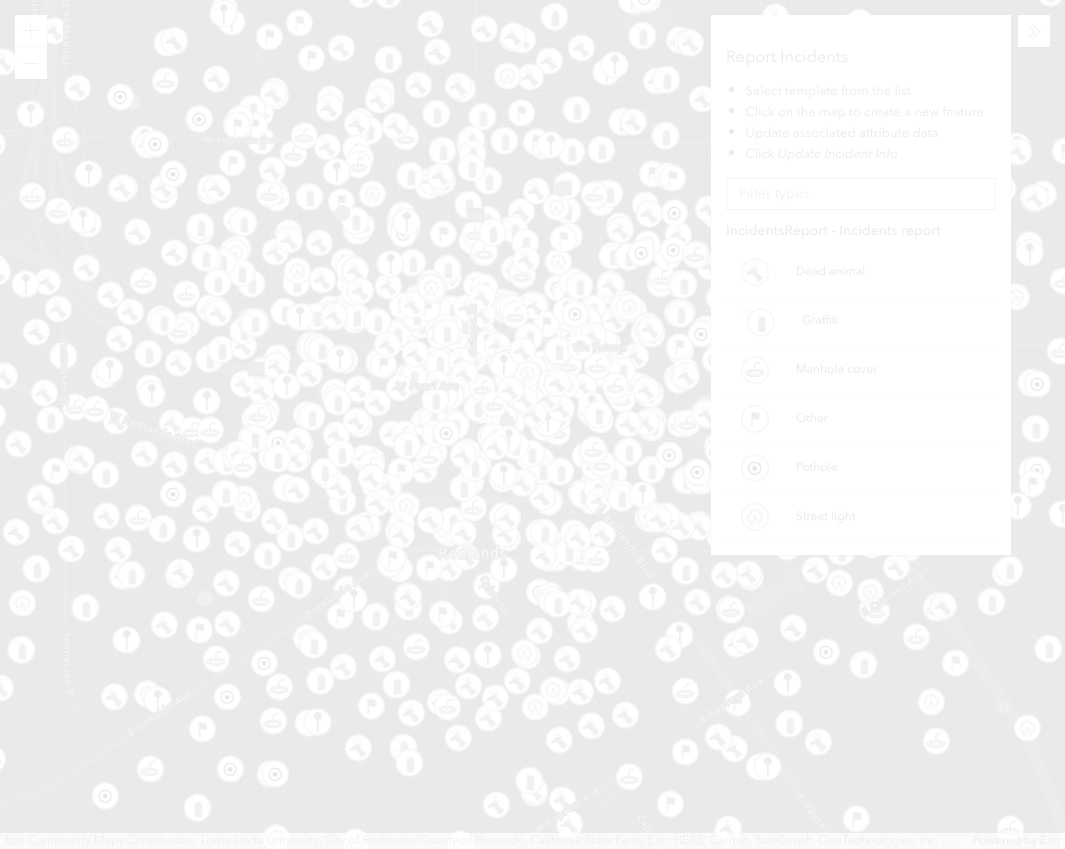 Report Incidents
Select template from the list
Click on the map to create a new feature
Update associated attribute data
Click Update Incident Info
Filter types
IncidentsReport - Incidents report
Dead animal
Graffiti
Manhole cover
Other
Pothole
Street light
Redlands
Tennessee St
Brookside Ave
Esri Community Maps Contributors, Loma Linda University, City of Redlands, County of Riverside, California State Parks, Esri, HERE, Garmin, SafeGraph, GeoTechnologies, Inc, ...
Powered by Esri